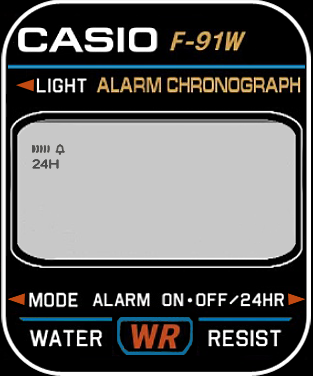 CASIO F-91W
LIGHT ALARM CHRONOGRAPH
24H
MODE ALARM ON·OFF/24HR
WATER WR RESIST